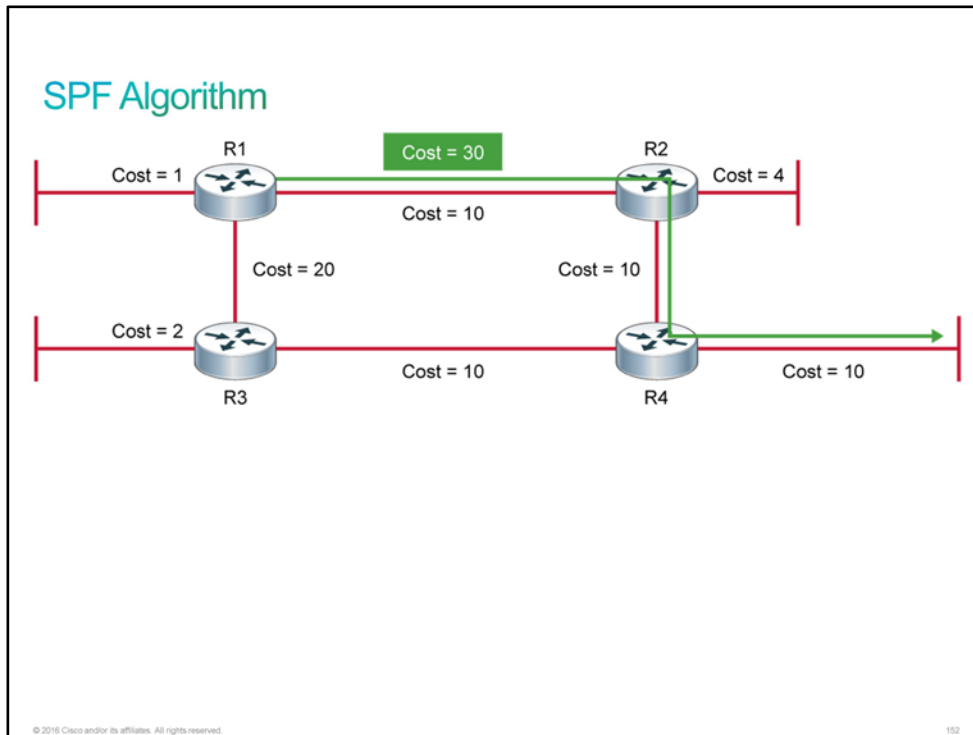 SPF Algorithm
R1
Cost = 30
R2
Cost = 1
Cost = 4
Cost = 10
Cost = 20
Cost = 10
Cost = 2
Cost = 10
Cost = 10
R3
R4
© 2016 Cisco and/or its affiliates. All rights reserved.
152